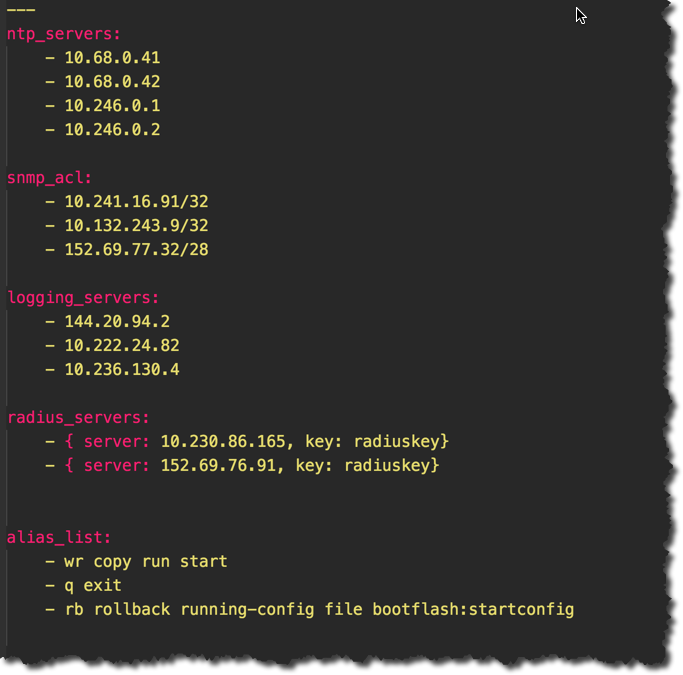 ---
ntp_servers:
    - 10.68.0.41
    - 10.68.0.42
    - 10.246.0.1
    - 10.246.0.2
snmp_acl:
    - 10.241.16.91/32
    - 10.132.243.9/32
    - 152.69.77.32/28
logging_servers:
    - 144.20.94.2
    - 10.222.24.82
    - 10.236.130.4
radius_servers:
    - { server: 10.230.86.165, key: radiuskey}
    - { server: 152.69.76.91, key: radiuskey}
alias_list:
    - wr copy run start
    - q exit
    - rb rollback running-config file bootflash:startconfig